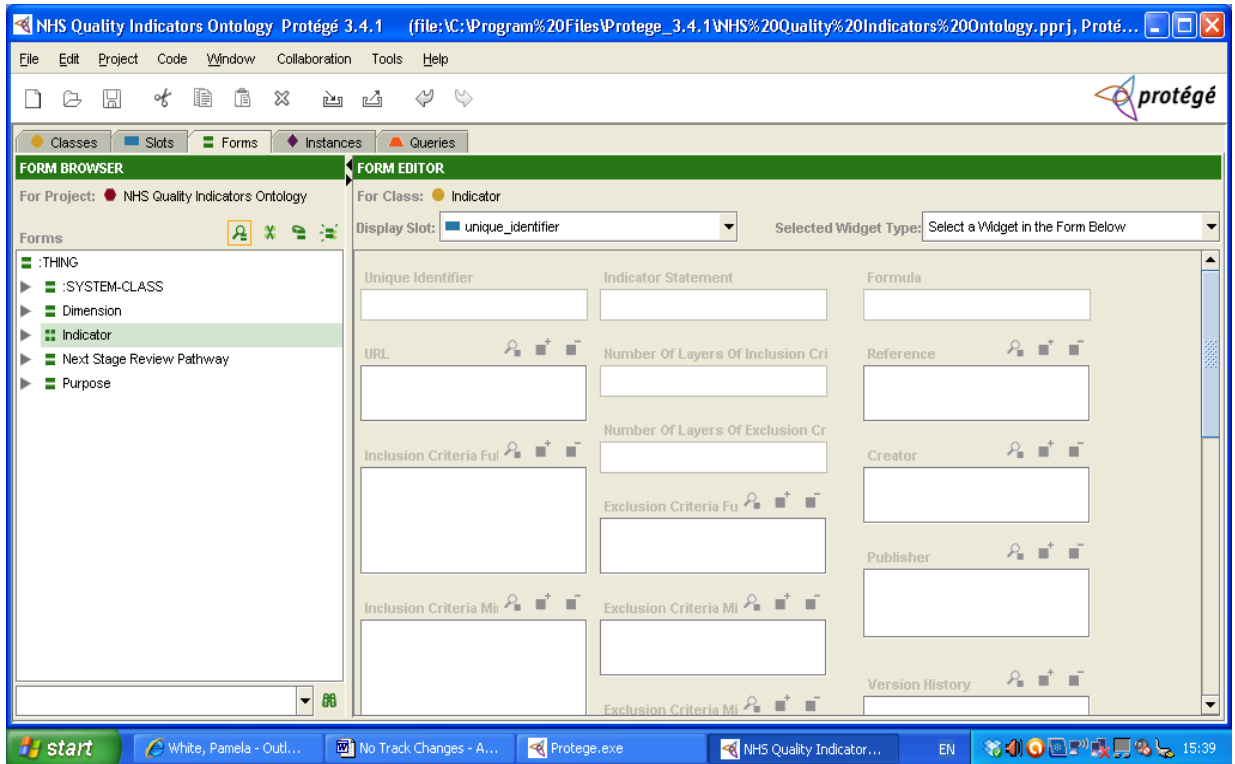 NHS Quality Indicators Ontology Protégé 3.4.1 (file:\C:\Program%20Files\Protege_3.4.1\NHS%20Quality%20Indicators%20Ontology.pprj, Proté...
File Edit Project Code Window Collaboration Tools Help
protégé
Classes Slots Forms Instances Queries
FORM BROWSER
For Project: NHS Quality Indicators Ontology
Forms
:THING
:SYSTEM-CLASS
Dimension
Indicator
Next Stage Review Pathway
Purpose
FORM EDITOR
For Class: Indicator
Display Slot: unique_identifier Selected Widget Type: Select a Widget in the Form Below
Unique Identifier Indicator Statement Formula
URL Number Of Layers Of Inclusion Cri Reference
Number Of Layers Of Exclusion Cr
Inclusion Criteria Ful Creator
Exclusion Criteria Fu
Publisher
Inclusion Criteria Mi Exclusion Criteria Mi
Version History
Exclusion Criteria Mi
start White, Pamela - Outl... No Track Changes - A... Protege.exe NHS Quality Indicator... EN 15:39